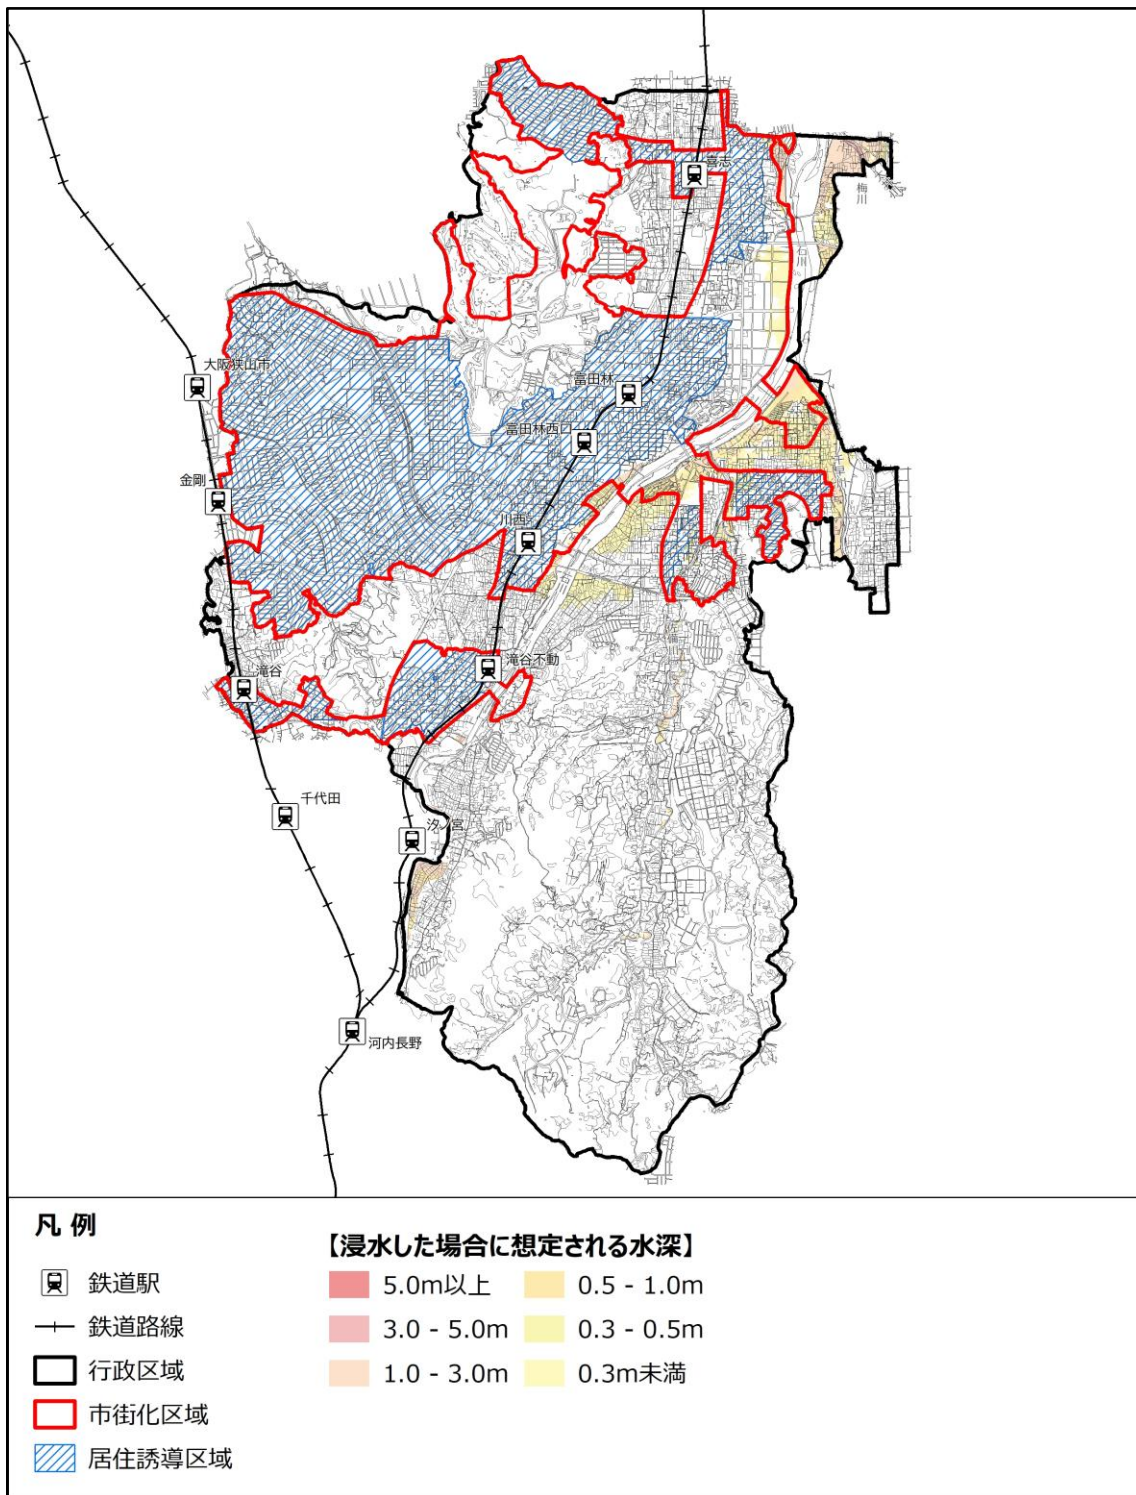 喜志
梅川
石川
大阪狭山市
富田林
富田林西口
金剛
川西
石川
滝谷不動
滝谷
千代田
汐ノ宮
河内長野
凡 例
鉄道駅
鉄道路線
行政区域
市街化区域
居住誘導区域
【浸水した場合に想定される水深】
5.0m以上
3.0 - 5.0m
1.0 - 3.0m
0.5 - 1.0m
0.3 - 0.5m
0.3m未満